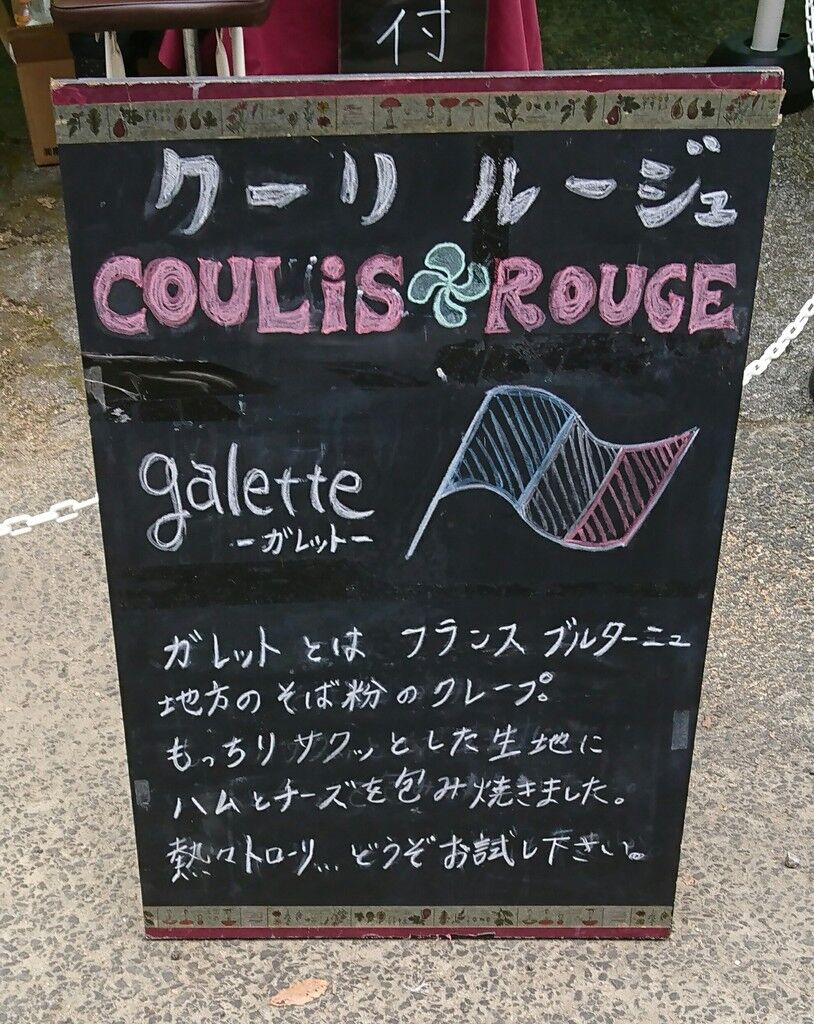 付
クーリ ルージュ
COULiS ROUGE
galette
-ガレット-
ガレットとは フランス ブルターニュ
地方のそば粉のクレープ。
もっちりサクッとした生地に
ハムとチーズを包み焼きました。
熱々トローリ... どうぞお試し下さい。